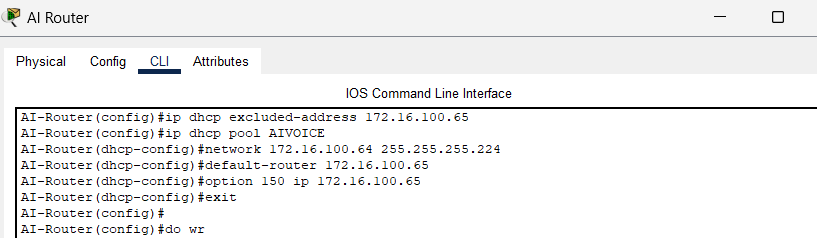 AI Router
Physical Config CLI Attributes
IOS Command Line Interface
AI-Router(config)#ip dhcp excluded-address 172.16.100.65
AI-Router(config)#ip dhcp pool AIVOICE
AI-Router(dhcp-config)#network 172.16.100.64 255.255.255.224
AI-Router(dhcp-config)#default-router 172.16.100.65
AI-Router(dhcp-config)#option 150 ip 172.16.100.65
AI-Router(dhcp-config)#exit
AI-Router(config)#
AI-Router(config)#do wr